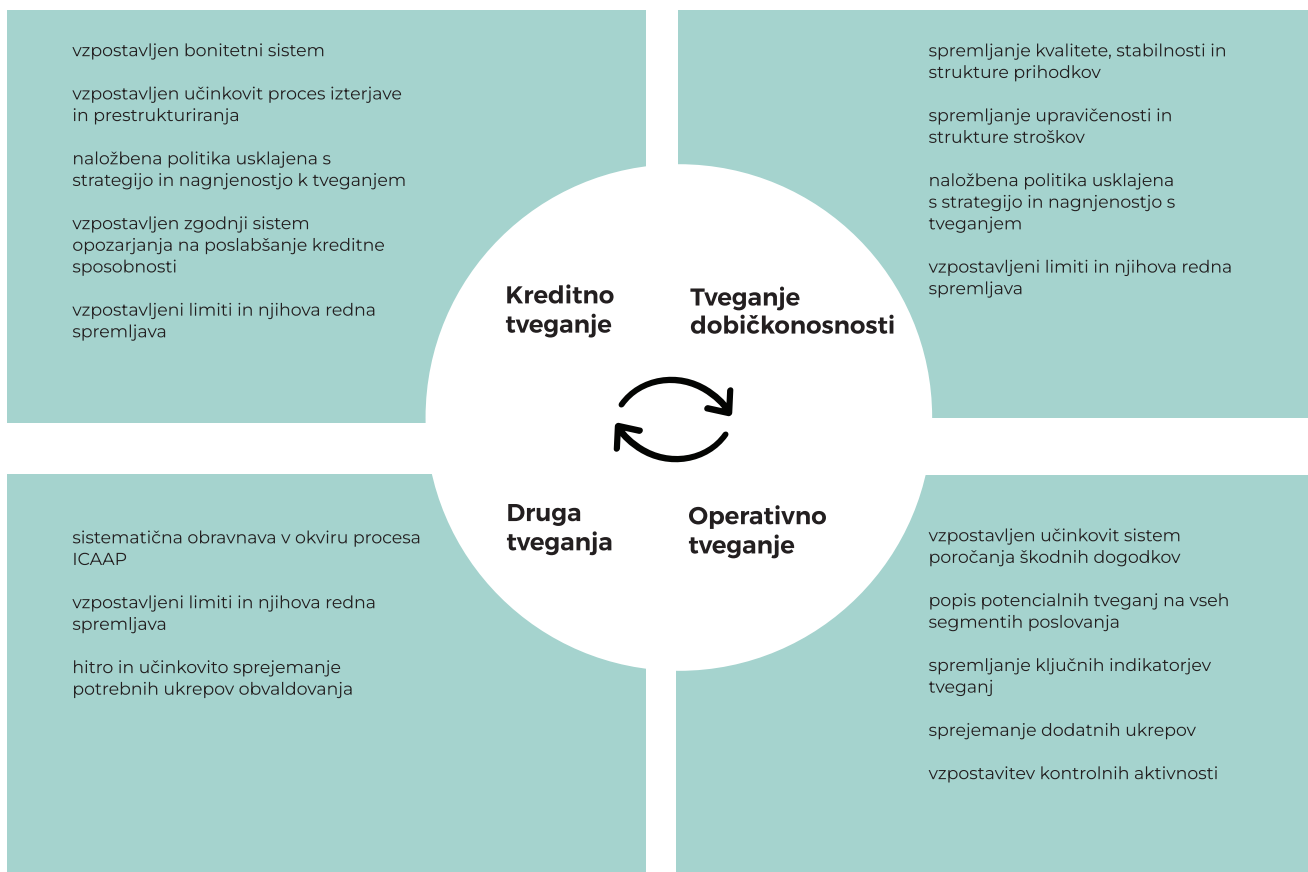 vzpostavljen bonitetni sistem
vzpostavljen učinkovit proces izterjave
in prestrukturiranja
naložbena politika usklajena s
strategijo in nagnjenostjo k tveganjem
vzpostavljen zgodnji sistem
opozarjanja na poslabšanje kreditne
sposobnosti
vzpostavljeni limiti in njihova redna
spremljava
spremljanje kvalitete, stabilnosti in
strukture prihodkov
spremljanje upravičenosti in
strukture stroškov
naložbena politika usklajena
s strategijo in nagnjenostjo s
tveganjem
vzpostavljeni limiti in njihova redna
spremljava
Kreditno
tveganje
Tveganje
dobičkonosnosti
Druga
tveganja
Operativno
tveganje
sistematična obravnava v okviru procesa
ICAAP
vzpostavljeni limiti in njihova redna
spremljava
hitro in učinkovito sprejemanje
potrebnih ukrepov obvaldovanja
vzpostavljen učinkovit sistem
poročanja škodnih dogodkov
popis potencialnih tveganj na vseh
segmentih poslovanja
spremljanje ključnih indikatorjev
tveganj
sprejemanje dodatnih ukrepov
vzpostavitev kontrolnih aktivnosti